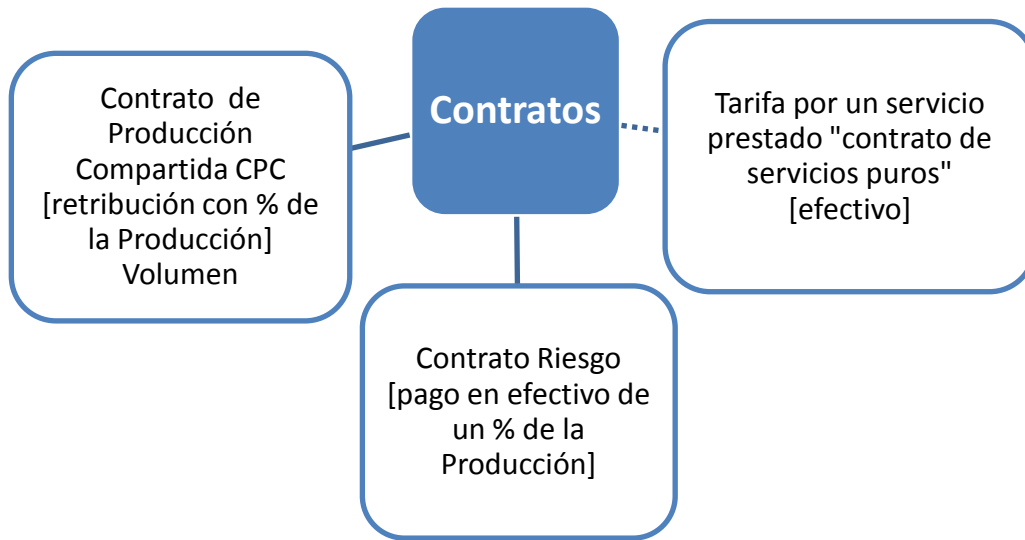 Contratos
Contrato de
Producción
Compartida CPC
[retribución con % de
la Producción]
Volumen
Tarifa por un servicio
prestado "contrato de
servicios puros"
[efectivo]
Contrato Riesgo
[pago en efectivo de
un % de la
Producción]